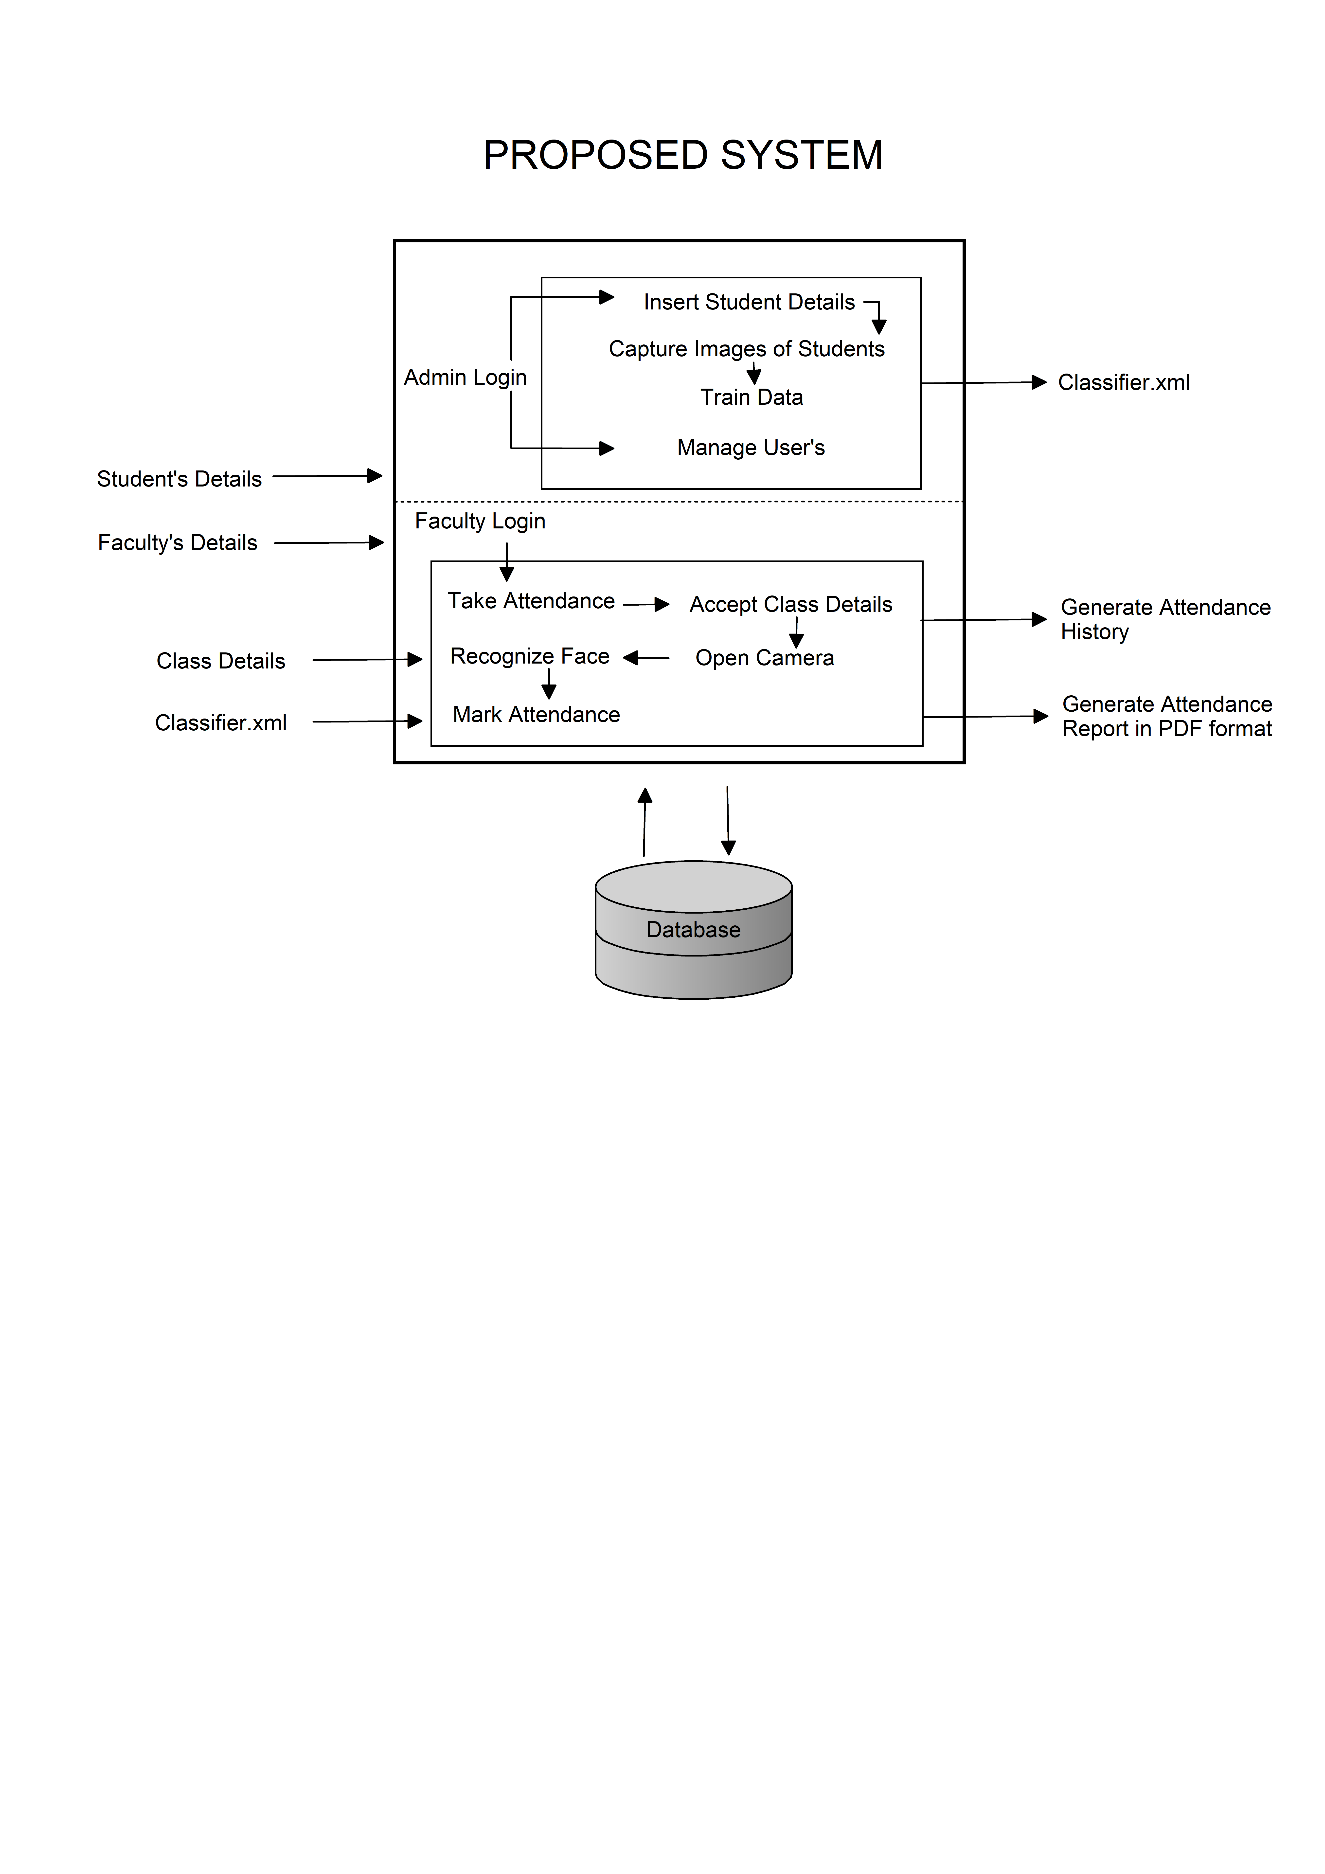 PROPOSED SYSTEM
Insert Student Details
Capture Images of Students
Admin Login
Train Data
Manage User's
Classifier.xml
Student's Details
Faculty's Details
Faculty Login
Take Attendance
Accept Class Details
Recognize Face
Open Camera
Mark Attendance
Class Details
Classifier.xml
Generate Attendance
History
Generate Attendance
Report in PDF format
Database